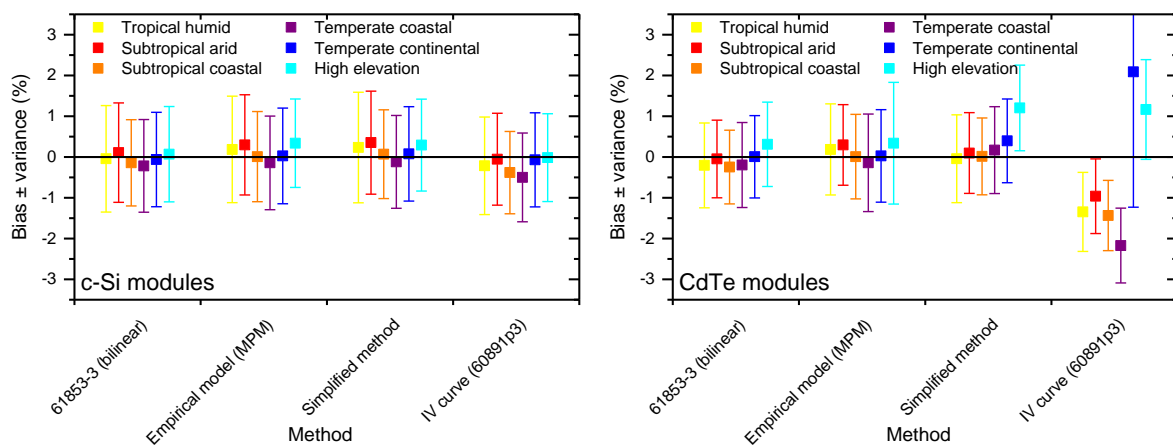 Tropical humid
Subtropical arid
Subtropical coastal
Temperate coastal
Temperate continental
High elevation
3
2
1
0
-1
-2
-3
Bias ± variance (%)
c-Si modules
61853-3 (bilinear)
Empirical model (MPM)
Simplified method
IV curve (60891p3)
Method
Tropical humid
Subtropical arid
Subtropical coastal
Temperate coastal
Temperate continental
High elevation
3
2
1
0
-1
-2
-3
Bias ± variance (%)
CdTe modules
61853-3 (bilinear)
Empirical model (MPM)
Simplified method
IV curve (60891p3)
Method